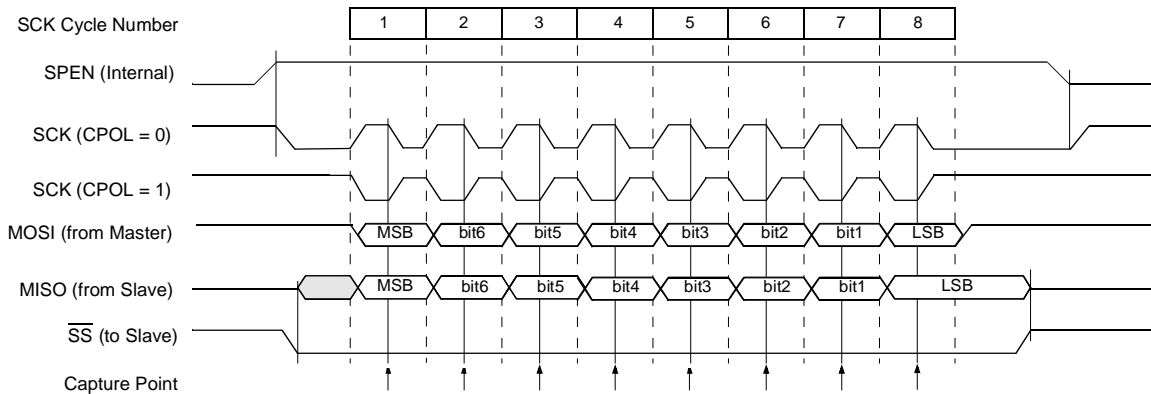 SCK Cycle Number 1 2 3 4 5 6 7 8
SPEN (Internal)
SCK (CPOL = 0)
SCK (CPOL = 1)
MOSI (from Master) MSB bit6 bit5 bit4 bit3 bit2 bit1 LSB
MISO (from Slave) MSB bit6 bit5 bit4 bit3 bit2 bit1 LSB
SS (to Slave)
Capture Point